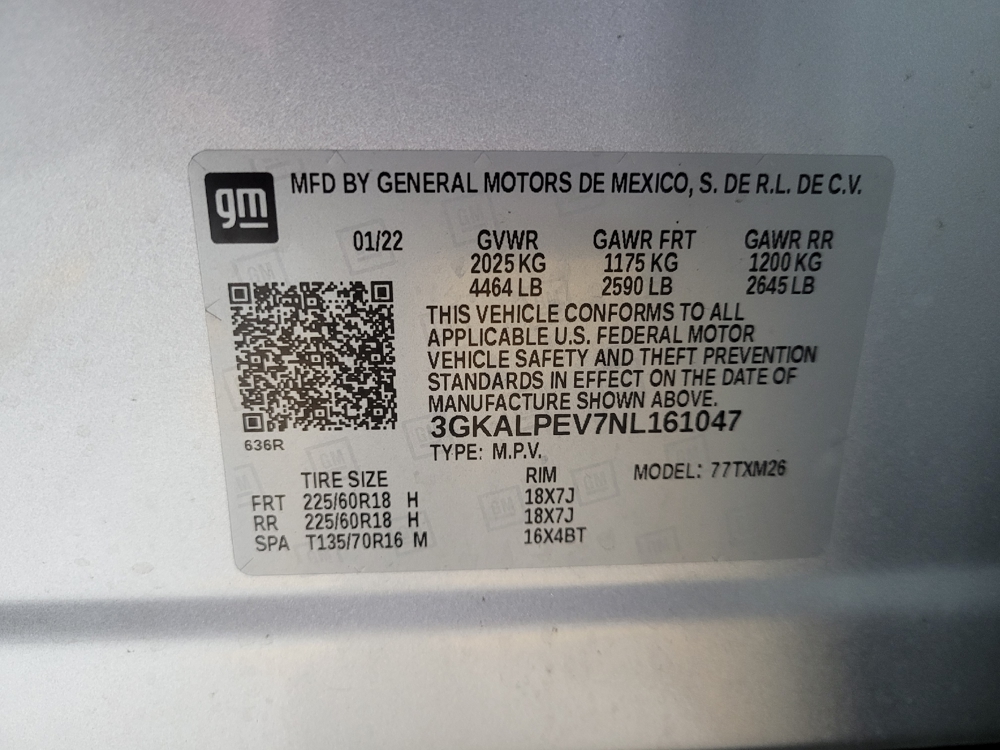 gm
MFD BY GENERAL MOTORS DE MEXICO, S. DE R.L. DE C.V.
01/22 GVWR GAWR FRT GAWR RR
2025 KG 1175 KG 1200 KG
4464 LB 2590 LB 2645 LB
THIS VEHICLE CONFORMS TO ALL
APPLICABLE U.S. FEDERAL MOTOR
VEHICLE SAFETY AND THEFT PREVENTION
STANDARDS IN EFFECT ON THE DATE OF
MANUFACTURE SHOWN ABOVE.
3GKALPEV7NL161047
636R
TYPE: M.P.V.
TIRE SIZE RIM MODEL: 77TXM26
FRT 225/60R18 H 18X7J
RR 225/60R18 H 18X7J
SPA T135/70R16 M 16X4BT